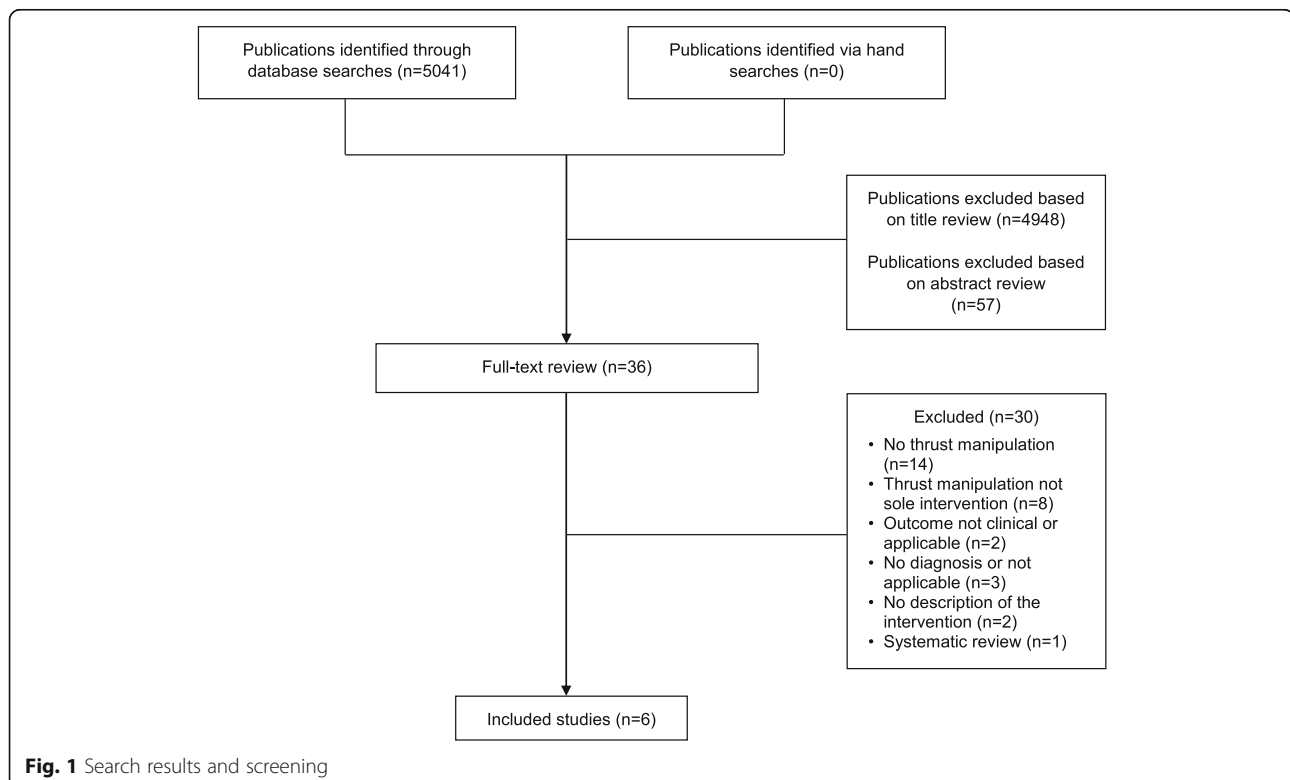 Publications identified through
database searches (n=5041)
Publications identified via hand
searches (n=0)
Publications excluded based
on title review (n=4948)
Publications excluded based
on abstract review
(n=57)
Full-text review (n=36)
Excluded (n=30)
• No thrust manipulation
(n=14)
• Thrust manipulation not
sole intervention (n=8)
• Outcome not clinical or
applicable (n=2)
• No diagnosis or not
applicable (n=3)
• No description of the
intervention (n=2)
• Systematic review (n=1)
Included studies (n=6)
Fig. 1 Search results and screening